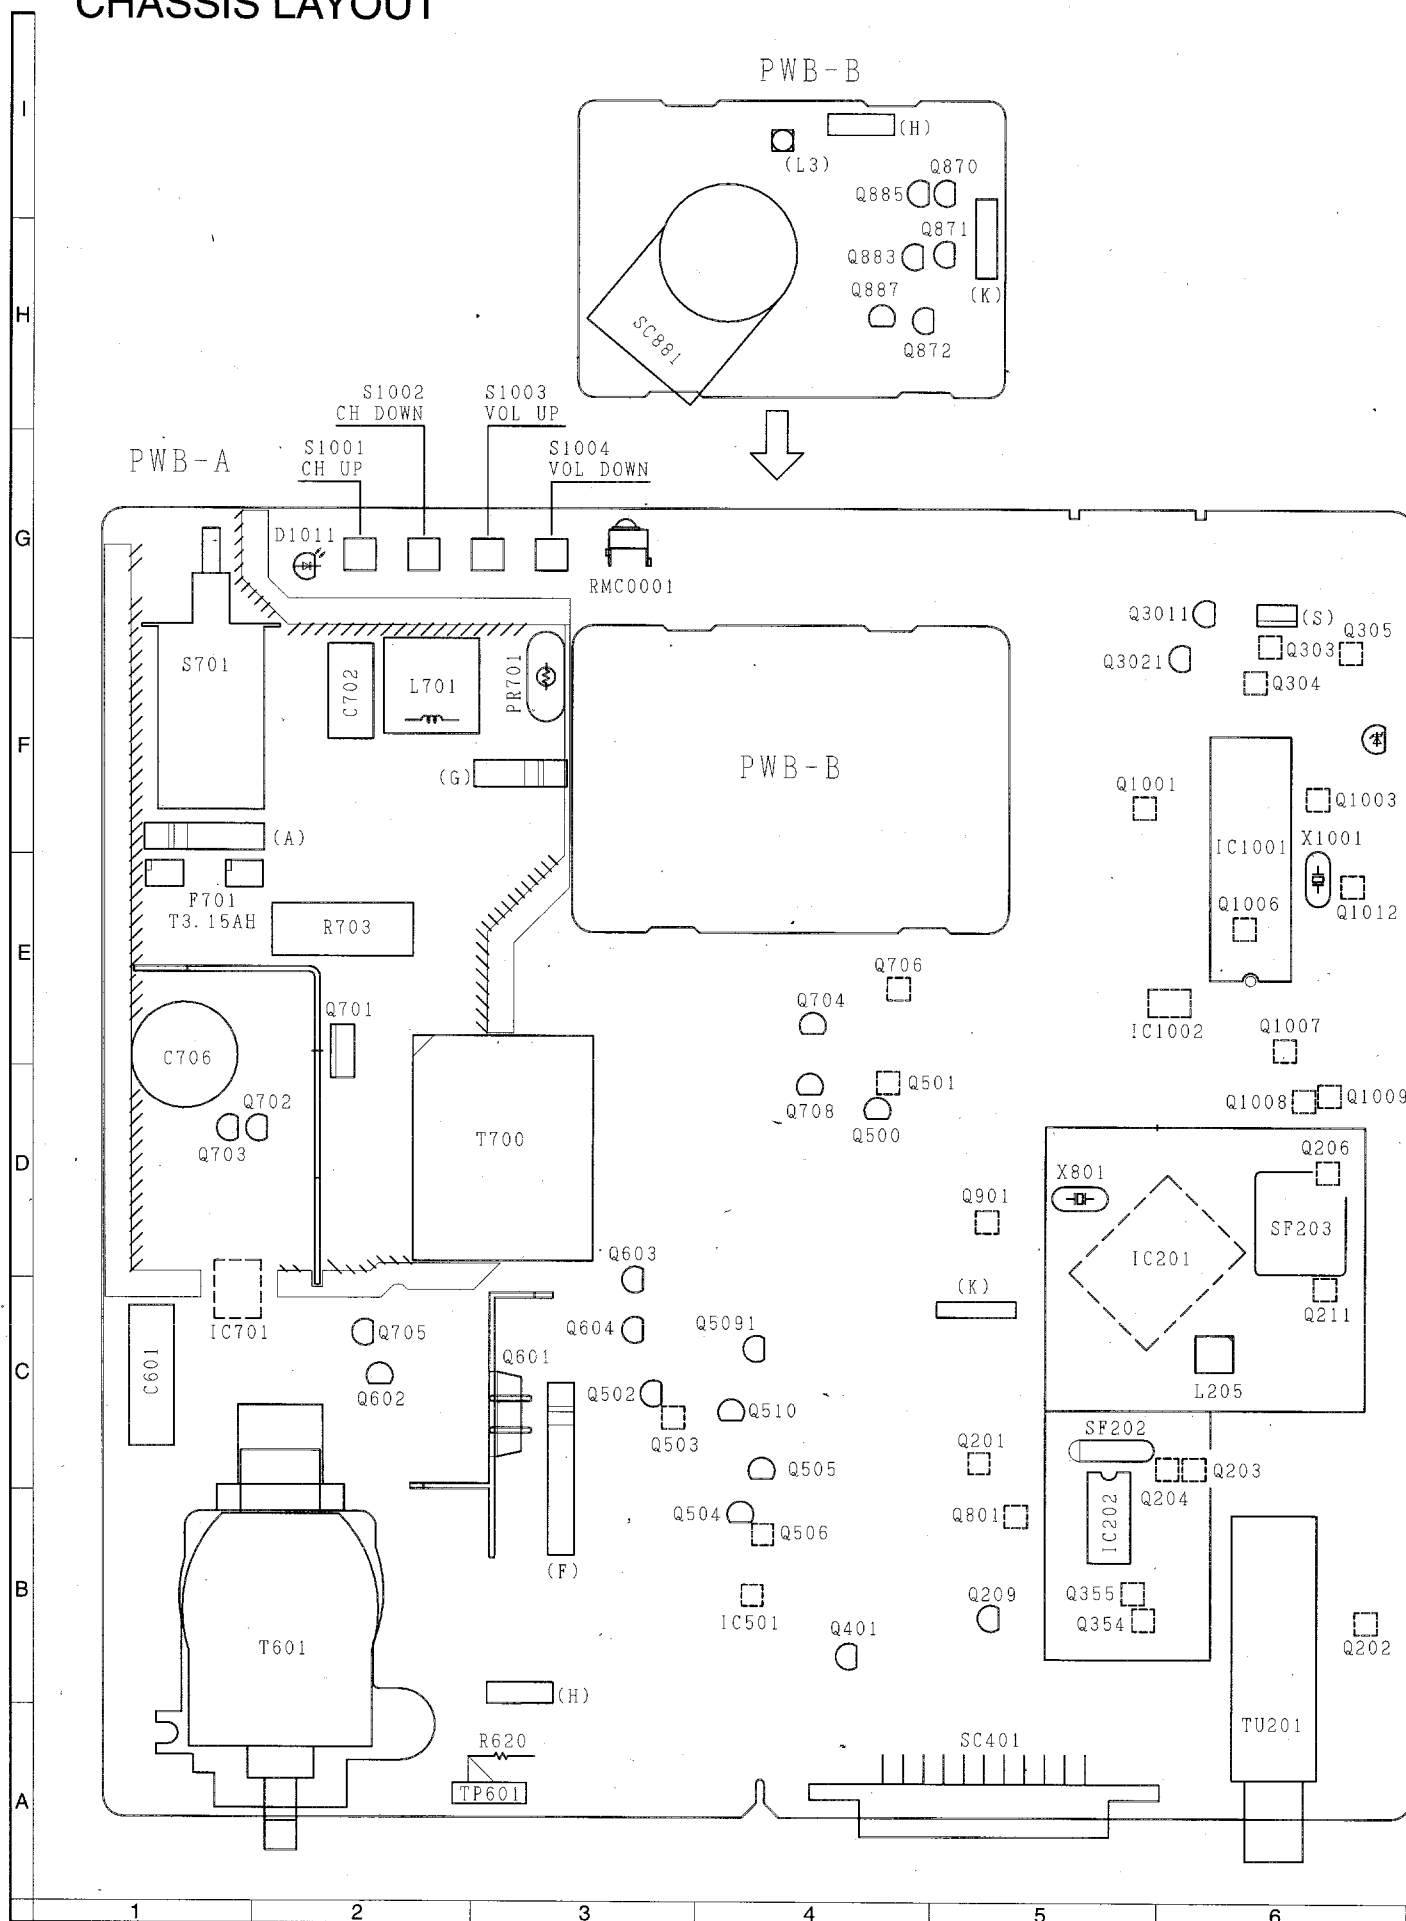 CHASSIS LAYOUT
PWB-B
I
(H)
(L3)
Q870
Q885
Q871
Q883
(K)
Q887
H
SC881
Q872
S1002
CH DOWN
S1003
VOL UP
S1001
CH UP
S1004
VOL DOWN
PWB-A
G
D1011
RMC0001
Q3011
(S)
Q305
Q303
Q3021
Q304
S701
C702
L701
PR701
F
(G)
PWB-B
Q1001
Q1003
(A)
IC1001
X1001
F701
T3.15AH
Q1006
Q1012
R703
E
Q706
Q704
Q701
IC1002
Q1007
C706
Q501
Q708
Q500
Q1008
Q1009
Q702
Q703
T700
D
Q206
X801
Q901
SF203
IC201
Q603
(K)
Q211
IC701
Q705
Q604
Q5091
Q601
C
C601
Q602
Q502
Q510
L205
Q503
SF202
Q201
Q505
Q203
Q204
Q504
Q506
Q801
IC202
(F)
B
IC501
Q209
Q355
Q354
Q401
T601
Q202
(H)
R620
SC401
TU201
TP601
A
1
2
3
4
5
6